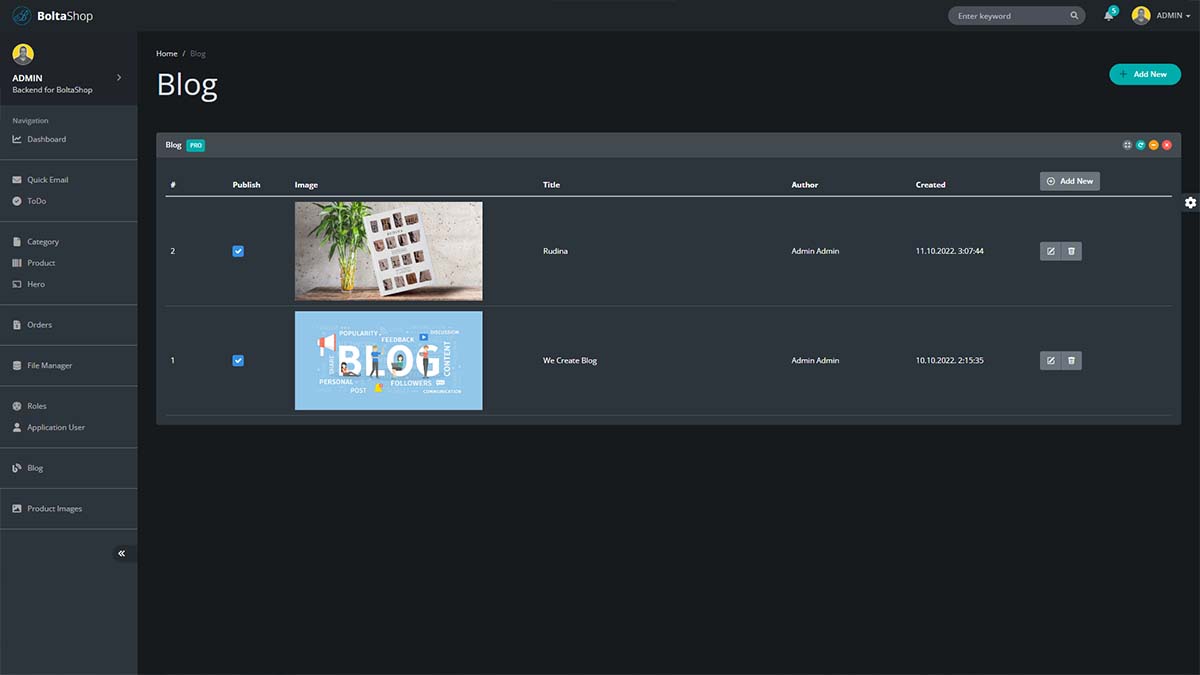 BoltaShop
Enter keyword
5
ADMIN
ADMIN
Backend for BoltaShop
Navigation
Dashboard
Quick Email
ToDo
Category
Product
Hero
Orders
File Manager
Roles
Application User
Blog
Product Images
Home / Blog
Blog
+ Add New
Blog PRO
# Publish Image Title Author Created Add New
2 Rudina Admin Admin 11.10.2022. 3:07:44
1 We Create Blog Admin Admin 10.10.2022. 2:15:35
POPULARITY
DISCUSSION
FEEDBACK
BLOG
SHARE
CONTENT
PERSONAL
FOLLOWERS
POST
COMMUNICATION